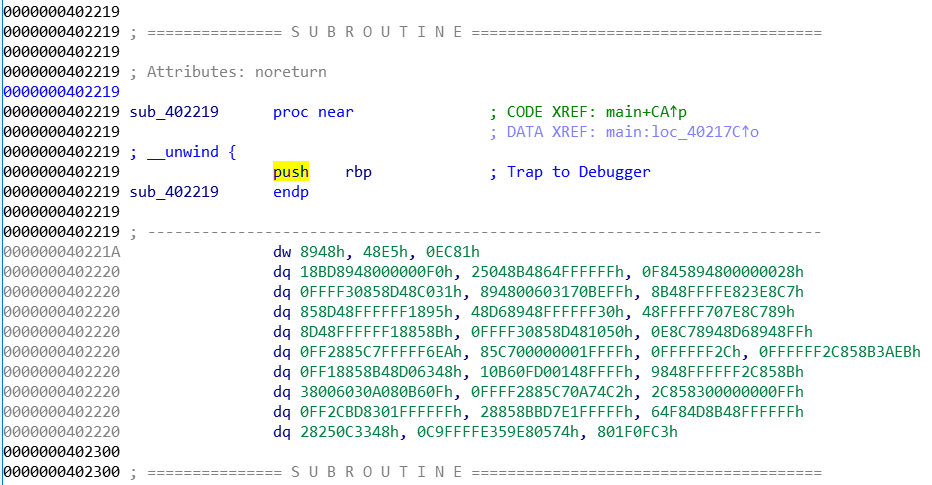 0000000402219
0000000402219 ; =============== S U B R O U T I N E =======================================
0000000402219
0000000402219 ; Attributes: noreturn
0000000402219
0000000402219 sub_402219 proc near ; CODE XREF: main+CA↑p
0000000402219 ; DATA XREF: main:loc_40217C↑o
0000000402219 ; __unwind {
0000000402219 push rbp ; Trap to Debugger
0000000402219 sub_402219 endp
0000000402219
0000000402219 ; ---------------------------------------------------------------------------
000000040221A dw 8948h, 48E5h, 0EC81h
0000000402220 dq 18BD8948000000F0h, 25048B4864FFFFFFh, 0F845894800000028h
0000000402220 dq 0FFFF30858D48C031h, 894800603170BEFFh, 8B48FFFFE823E8C7h
0000000402220 dq 858D48FFFFFF1895h, 48D68948FFFFFF30h, 48FFFFF707E8C789h
0000000402220 dq 8D48FFFFFF18858Bh, 0FFFF30858D481050h, 0E8C78948D68948FFh
0000000402220 dq 0FF2885C7FFFFF6EAh, 85C700000001FFFFh, 0FFFFFF2Ch, 0FFFFFF2C858B3AEBh
0000000402220 dq 0FF18858B48D06348h, 10B60FD00148FFFFh, 9848FFFFFF2C858Bh
0000000402220 dq 38006030A080B60Fh, 0FFFF2885C70A74C2h, 2C858300000000FFh
0000000402220 dq 0FF2CBD8301FFFFFFh, 28858BBD7E1FFFFFh, 64F84D8B48FFFFFFh
0000000402220 dq 28250C3348h, 0C9FFFFE359E80574h, 801F0FC3h
0000000402300
0000000402300 ; =============== S U B R O U T I N E =======================================